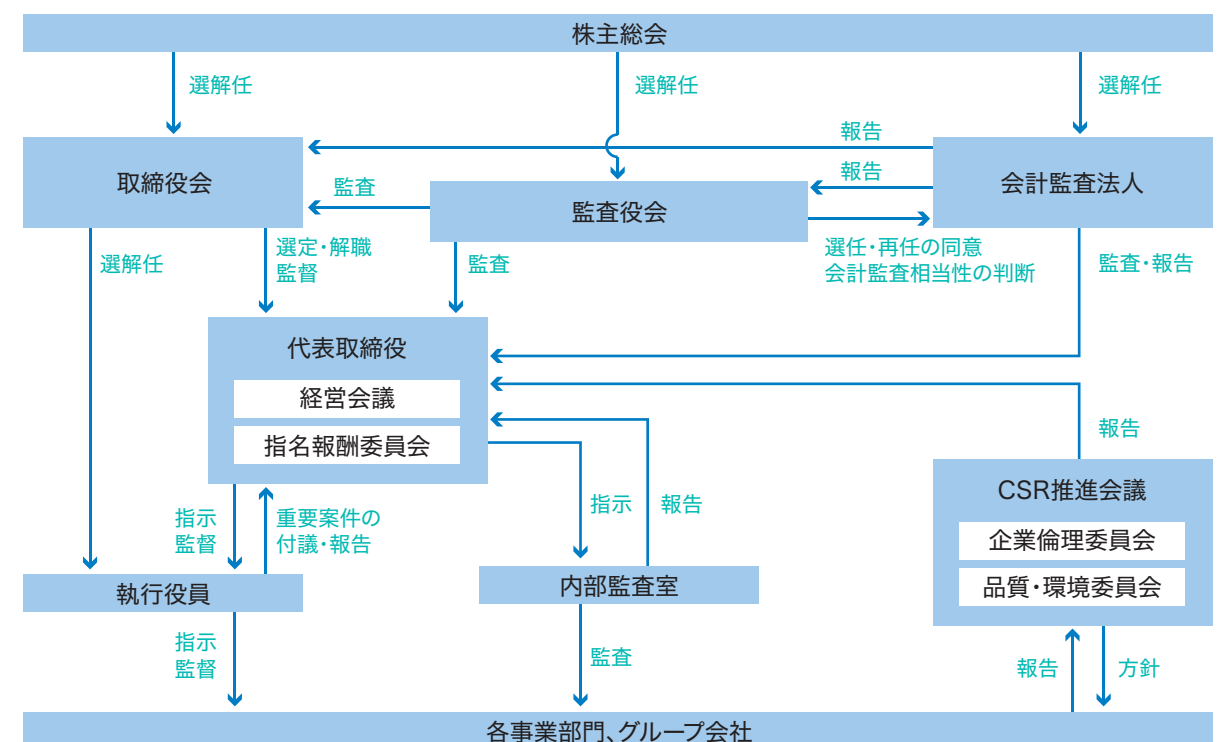 株主総会
選解任
選解任
選解任
報告
取締役会
監査
監査役会
報告
会計監査法人
選解任
選定・解職
監督
監査
選任・再任の同意
会計監査相当性の判断
監査・報告
代表取締役
経営会議
指名報酬委員会
報告
指示
監督
重要案件の
付議・報告
指示
報告
CSR推進会議
企業倫理委員会
品質・環境委員会
執行役員
内部監査室
指示
監督
監査
報告
方針
各事業部門、グループ会社